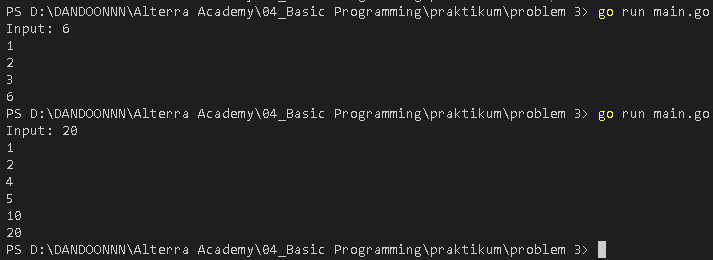 PS D:\DANDOONNN\Alterra Academy\04_Basic Programming\praktikum\problem 3> go run main.go
Input: 6
1
2
3
6
PS D:\DANDOONNN\Alterra Academy\04_Basic Programming\praktikum\problem 3> go run main.go
Input: 20
1
2
4
5
10
20
PS D:\DANDOONNN\Alterra Academy\04_Basic Programming\praktikum\problem 3>